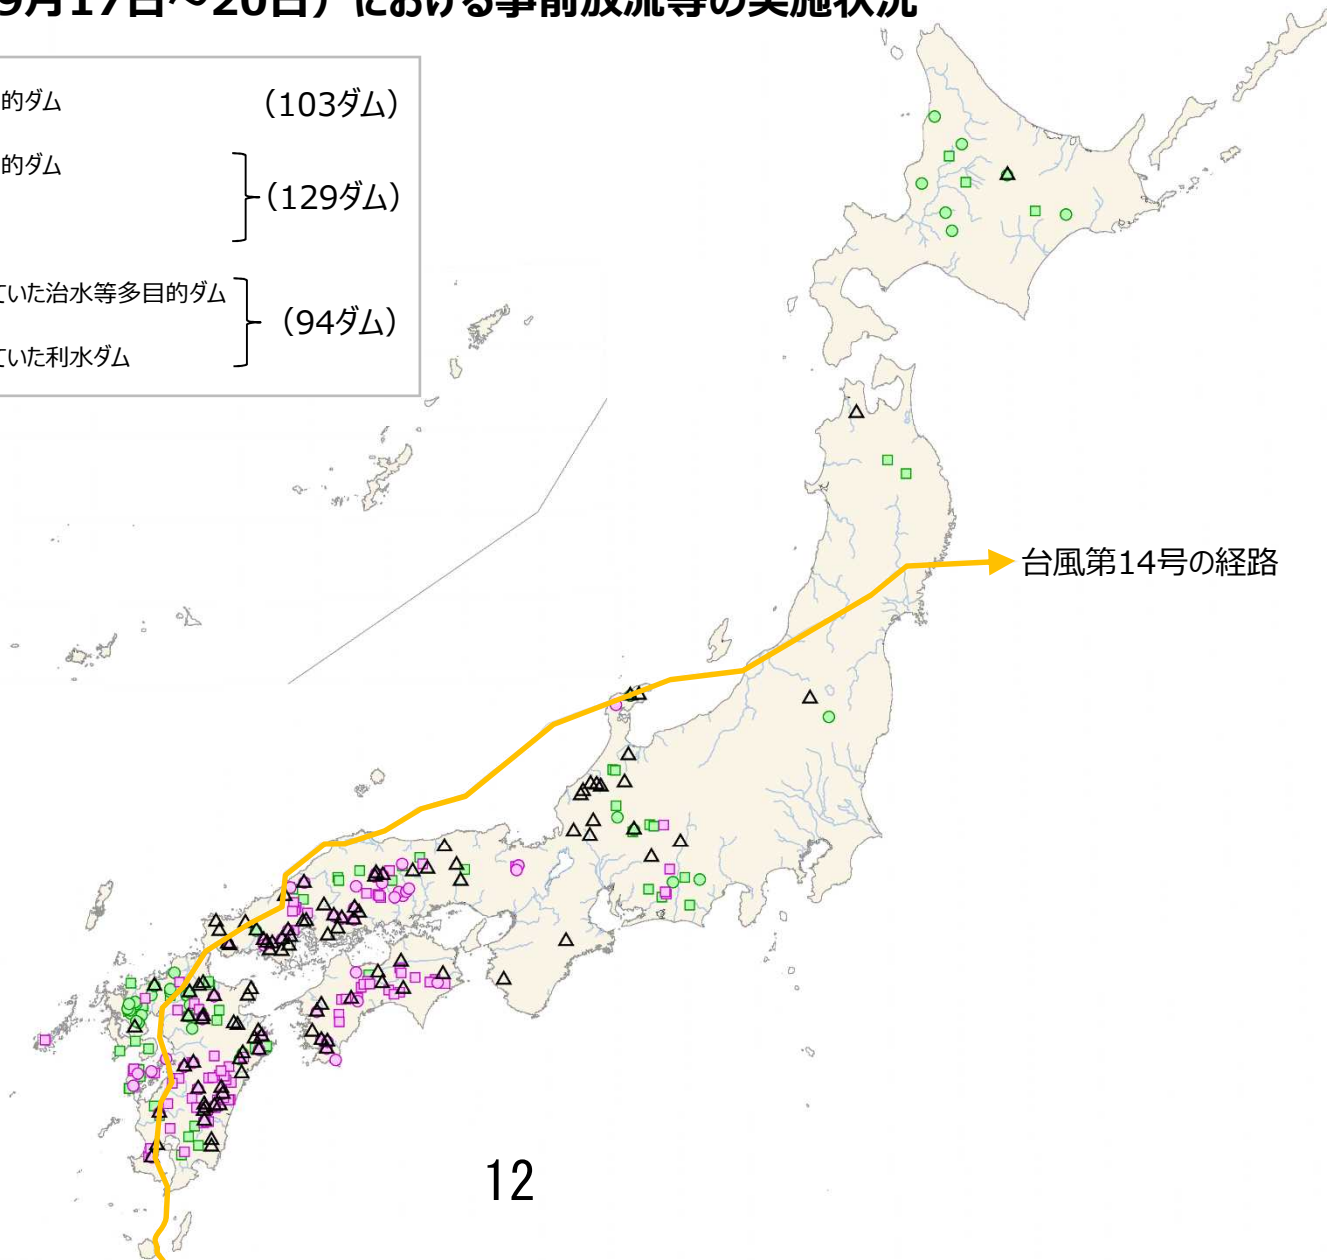 9月17日～20日）における事前放流等の実施状況
的ダム （103ダム）
的ダム
（129ダム）
ていた治水等多目的ダム
（94ダム）
ていた利水ダム
台風第14号の経路
12